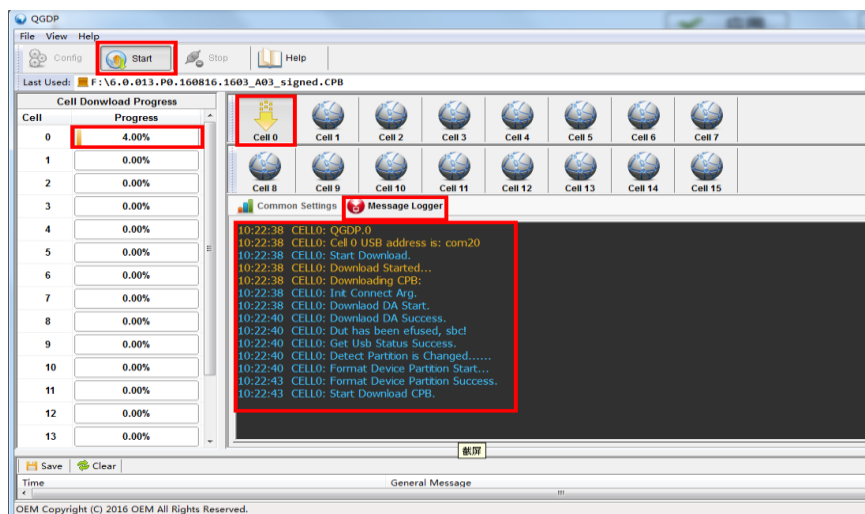 QGDP
File View Help
Config Start Stop Help
Last Used: F:\6.0.013.P0.160816.1603_A03_signed.CPB
Cell Donwload Progress
Cell Progress
0 4.00%
1 0.00%
2 0.00%
3 0.00%
4 0.00%
5 0.00%
6 0.00%
7 0.00%
8 0.00%
9 0.00%
10 0.00%
11 0.00%
12 0.00%
13 0.00%
Cell 0 Cell 1 Cell 2 Cell 3 Cell 4 Cell 5 Cell 6 Cell 7
Cell 8 Cell 9 Cell 10 Cell 11 Cell 12 Cell 13 Cell 14 Cell 15
Common Settings Message Logger
10:22:38 CELL0: QGDP.0
10:22:38 CELL0: Cell 0 USB address is: com20
10:22:38 CELL0: Start Download.
10:22:38 CELL0: Download Started...
10:22:38 CELL0: Downloading CPB:
10:22:38 CELL0: Init Connect Arg.
10:22:38 CELL0: Downlaod DA Start.
10:22:40 CELL0: Downlaod DA Success.
10:22:40 CELL0: Dut has been efused, sbc!
10:22:40 CELL0: Get Usb Status Success.
10:22:40 CELL0: Detect Partition is Changed......
10:22:40 CELL0: Format Device Partition Start...
10:22:43 CELL0: Format Device Partition Success.
10:22:43 CELL0: Start Download CPB.
截屏
Save Clear
Time General Message
OEM Copyright (C) 2016 OEM All Rights Reserved.